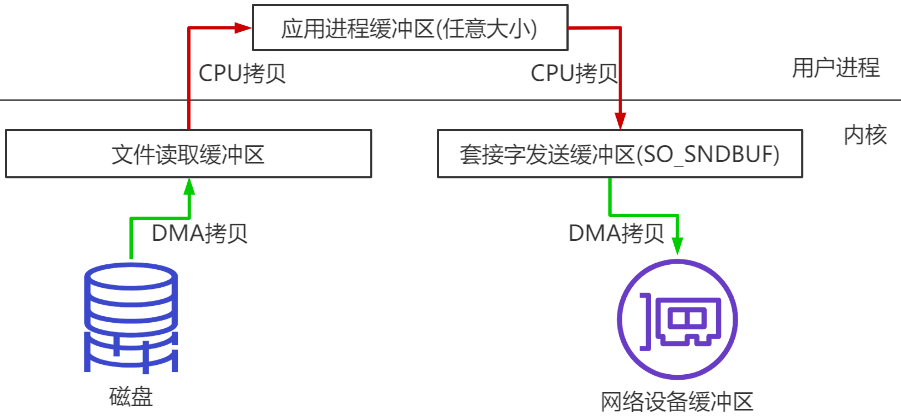 应用进程缓冲区(任意大小)
CPU拷贝
CPU拷贝
用户进程
内核
文件读取缓冲区
套接字发送缓冲区(SO_SNDBUF)
DMA拷贝
DMA拷贝
磁盘
网络设备缓冲区